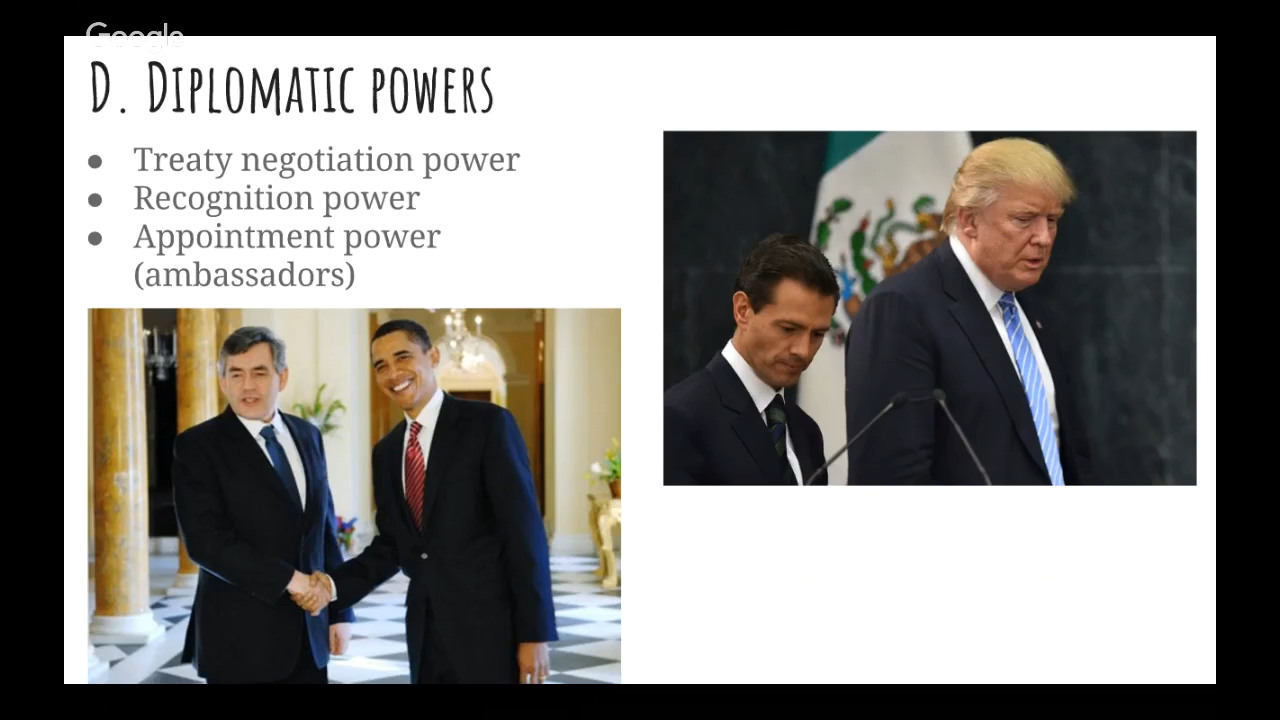 Google
D. Diplomatic powers
● Treaty negotiation power
● Recognition power
● Appointment power
(ambassadors)